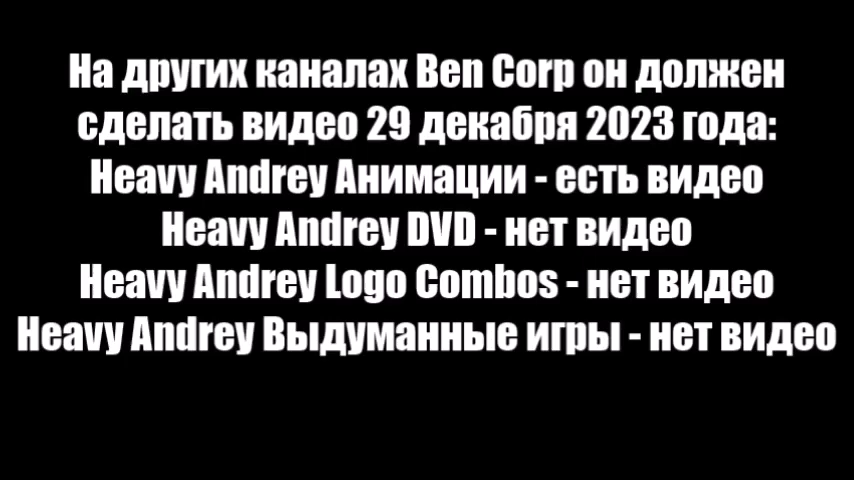 На других каналах Ben Corp он должен
сделать видео 29 декабря 2023 года:
Heavy Andrey Анимации - есть видео
Heavy Andrey DVD - нет видео
Heavy Andrey Logo Combos - нет видео
Heavy Andrey Выдуманные игры - нет видео